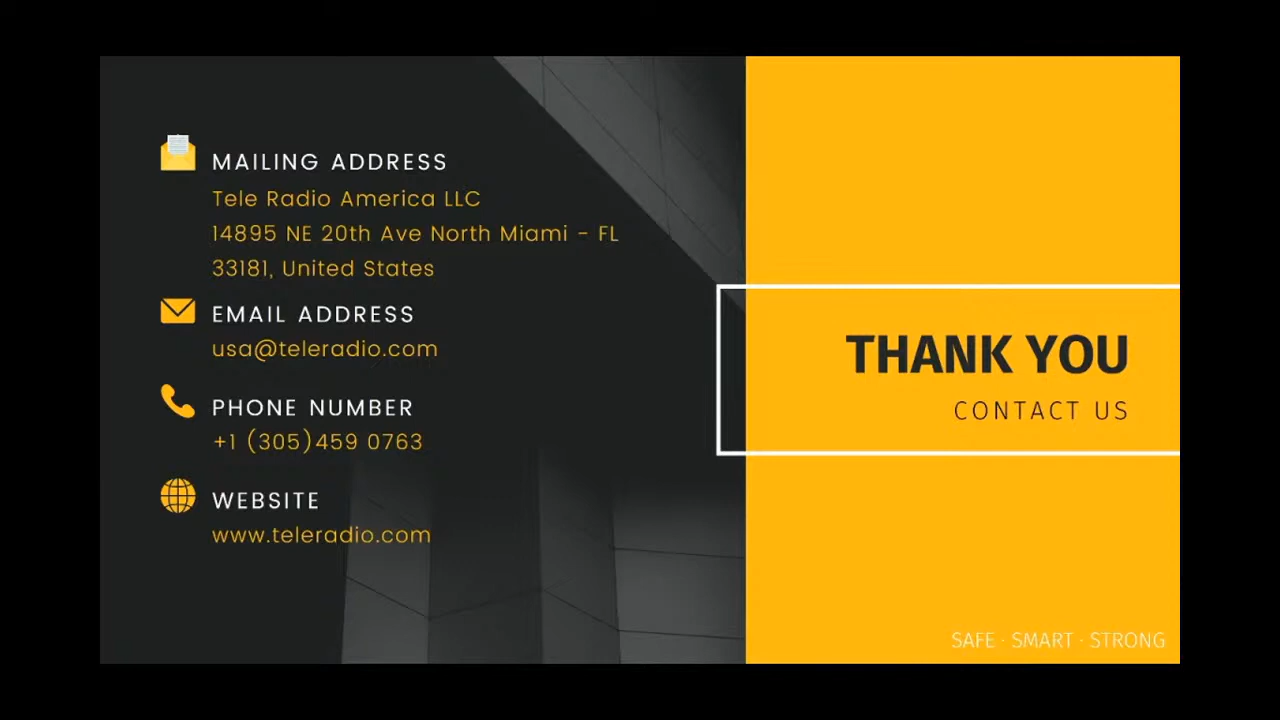 MAILING ADDRESS
Tele Radio America LLC
14895 NE 20th Ave North Miami - FL
33181, United States
EMAIL ADDRESS
usa@teleradio.com
PHONE NUMBER
+1 (305)459 0763
WEBSITE
www.teleradio.com
THANK YOU
CONTACT US
SAFE · SMART · STRONG